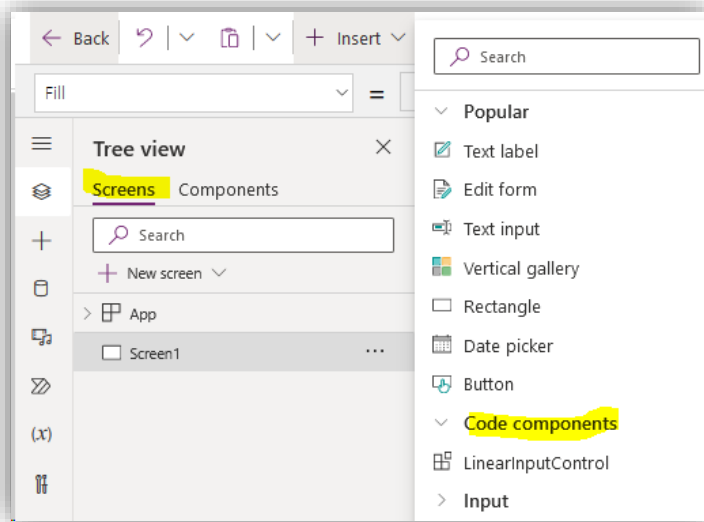 Back
Insert
Search
Fill
=
Popular
Tree view
Text label
Screens Components
Edit form
Text input
Search
New screen
Vertical gallery
Rectangle
App
Date picker
Screen1
Button
(x)
Code components
LinearInputControl
Input